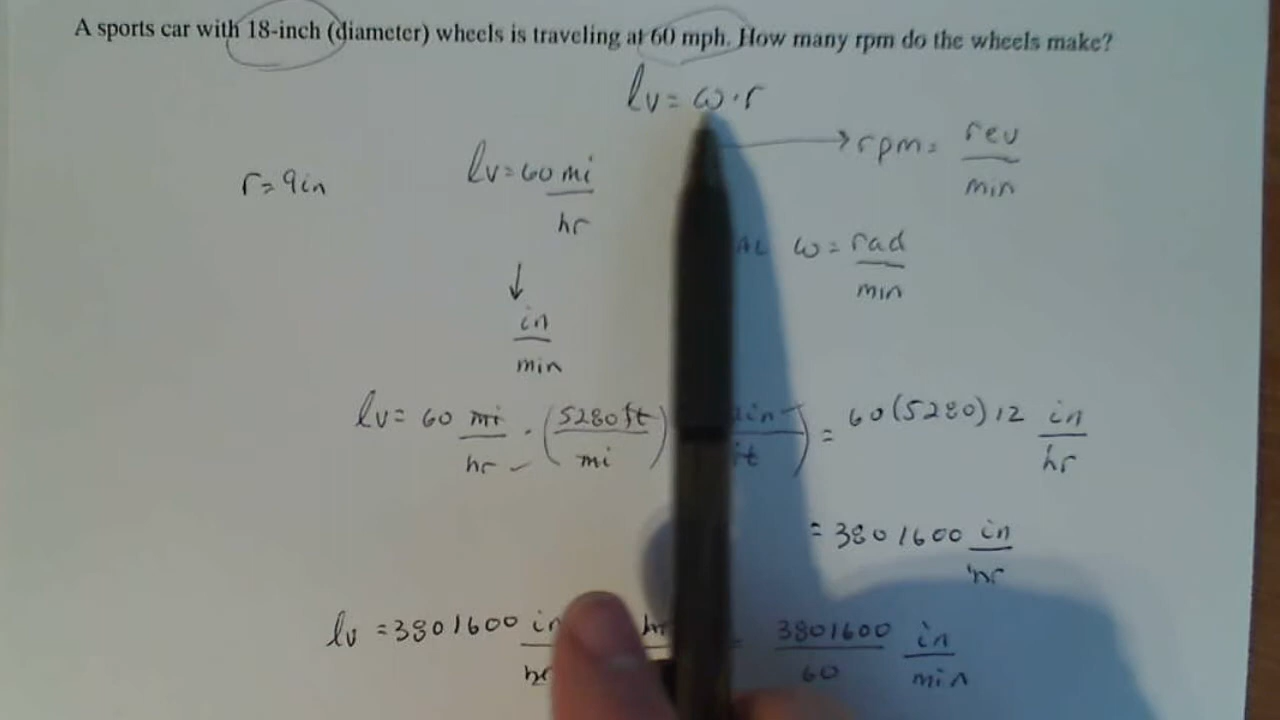 A sports car with 18-inch (diameter) wheels is traveling at 60 mph. How many rpm do the wheels make?
lv = ω·r
→ rpm = rev/min
r = 9in
lv = 60 mi/hr
ω = rad/min
↓
in/min
lv = 60 mi/hr · (5280ft/mi) = 60(5280)12 in/hr
= 3801600 in/hr
lv = 3801600 in/hr = 3801600/60 in/min